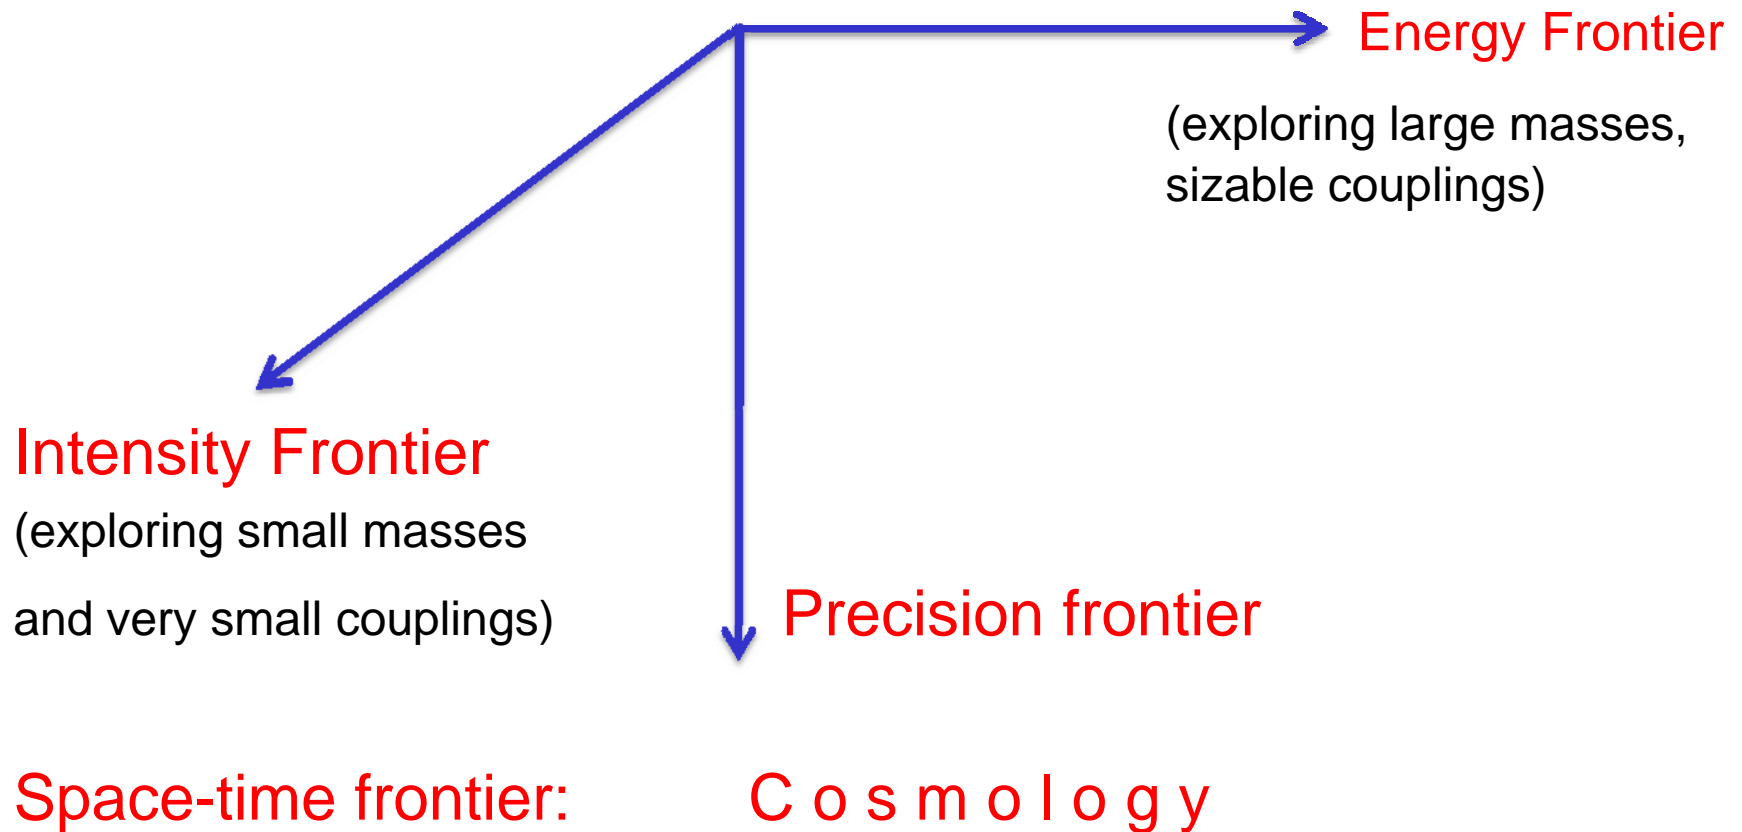 Energy Frontier
(exploring large masses,
sizable couplings)
Intensity Frontier
(exploring small masses
and very small couplings)
Precision frontier
Space-time frontier: C o s m o l o g y